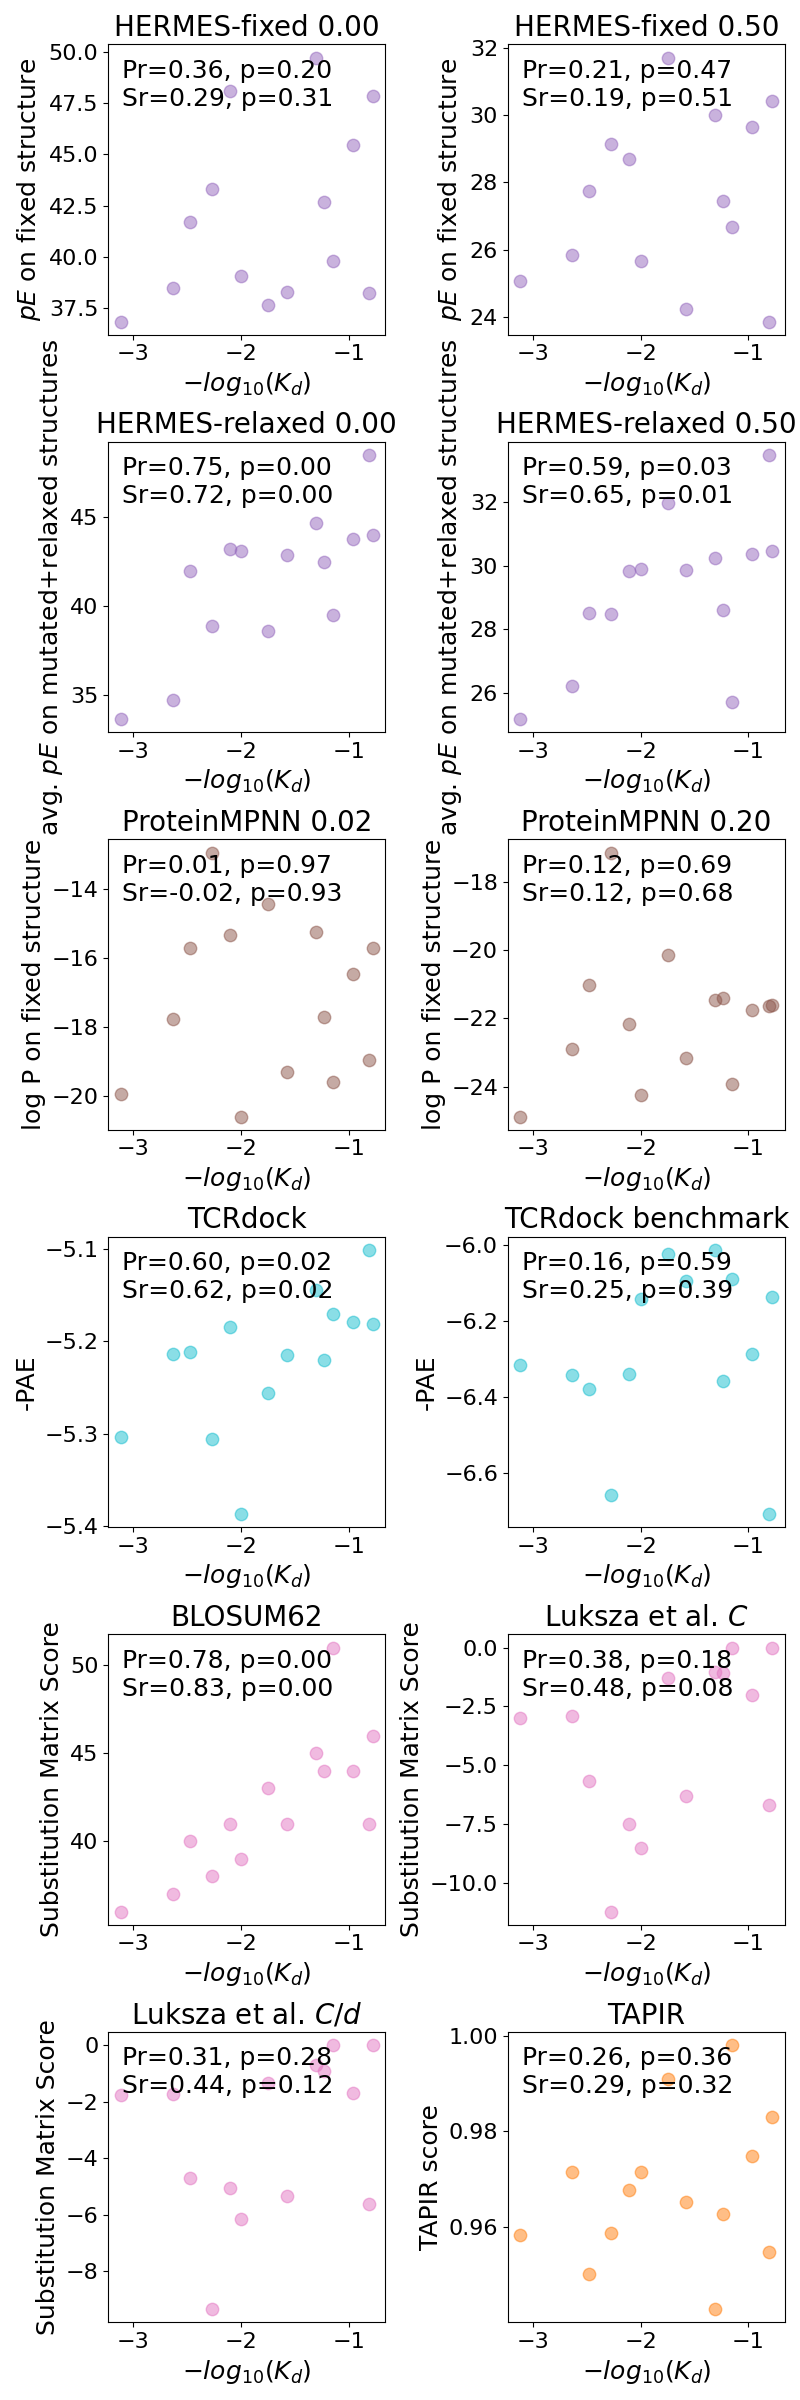 HERMES-fixed 0.00
pE on fixed structure
50.0
47.5
45.0
42.5
40.0
37.5
Pr=0.36, p=0.20
Sr=0.29, p=0.31
−3
−2
−1
−log10(Kd)
HERMES-fixed 0.50
pE on fixed structure
32
30
28
26
24
Pr=0.21, p=0.47
Sr=0.19, p=0.51
−3
−2
−1
−log10(Kd)
HERMES-relaxed 0.00
avg. pE on mutated+relaxed structures
45
40
35
Pr=0.75, p=0.00
Sr=0.72, p=0.00
−3
−2
−1
−log10(Kd)
HERMES-relaxed 0.50
avg. pE on mutated+relaxed structures
32
30
28
26
Pr=0.59, p=0.03
Sr=0.65, p=0.01
−3
−2
−1
−log10(Kd)
ProteinMPNN 0.02
log P on fixed structure
−14
−16
−18
−20
Pr=0.01, p=0.97
Sr=-0.02, p=0.93
−3
−2
−1
−log10(Kd)
ProteinMPNN 0.20
log P on fixed structure
−18
−20
−22
−24
Pr=0.12, p=0.69
Sr=0.12, p=0.68
−3
−2
−1
−log10(Kd)
TCRdock
-PAE
−5.1
−5.2
−5.3
−5.4
Pr=0.60, p=0.02
Sr=0.62, p=0.02
−3
−2
−1
−log10(Kd)
TCRdock benchmark
-PAE
−6.0
−6.2
−6.4
−6.6
Pr=0.16, p=0.59
Sr=0.25, p=0.39
−3
−2
−1
−log10(Kd)
BLOSUM62
Substitution Matrix Score
50
45
40
Pr=0.78, p=0.00
Sr=0.83, p=0.00
−3
−2
−1
−log10(Kd)
Luksza et al. C
Substitution Matrix Score
0.0
−2.5
−5.0
−7.5
−10.0
Pr=0.38, p=0.18
Sr=0.48, p=0.08
−3
−2
−1
−log10(Kd)
Luksza et al. C/d
Substitution Matrix Score
0
−2
−4
−6
−8
Pr=0.31, p=0.28
Sr=0.44, p=0.12
−3
−2
−1
−log10(Kd)
TAPIR
TAPIR score
1.00
0.98
0.96
Pr=0.26, p=0.36
Sr=0.29, p=0.32
−3
−2
−1
−log10(Kd)